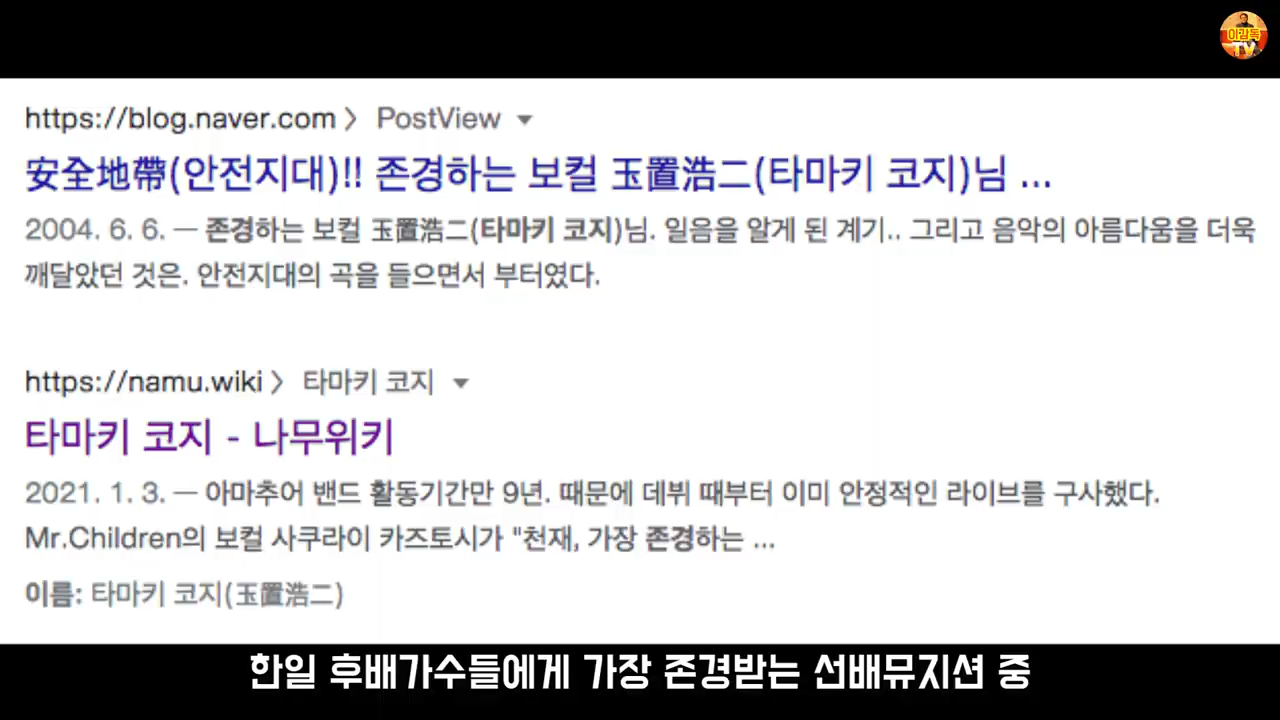 이감독
TV
https://blog.naver.com 〉 PostView ▼
安全地帶(안전지대)!! 존경하는 보컬 玉置浩二(타마키 코지)님 ...
2004. 6. 6. — 존경하는 보컬 玉置浩二(타마키 코지)님. 일음을 알게 된 계기.. 그리고 음악의 아름다움을 더욱
깨달았던 것은. 안전지대의 곡을 들으면서 부터였다.
https://namu.wiki 〉 타마키 코지 ▼
타마키 코지 - 나무위키
2021. 1. 3. — 아마추어 밴드 활동기간만 9년. 때문에 데뷔 때부터 이미 안정적인 라이브를 구사했다.
Mr.Children의 보컬 사쿠라이 카즈토시가 "천재, 가장 존경하는 ...
이름: 타마키 코지(玉置浩二)
한일 후배가수들에게 가장 존경받는 선배뮤지션 중